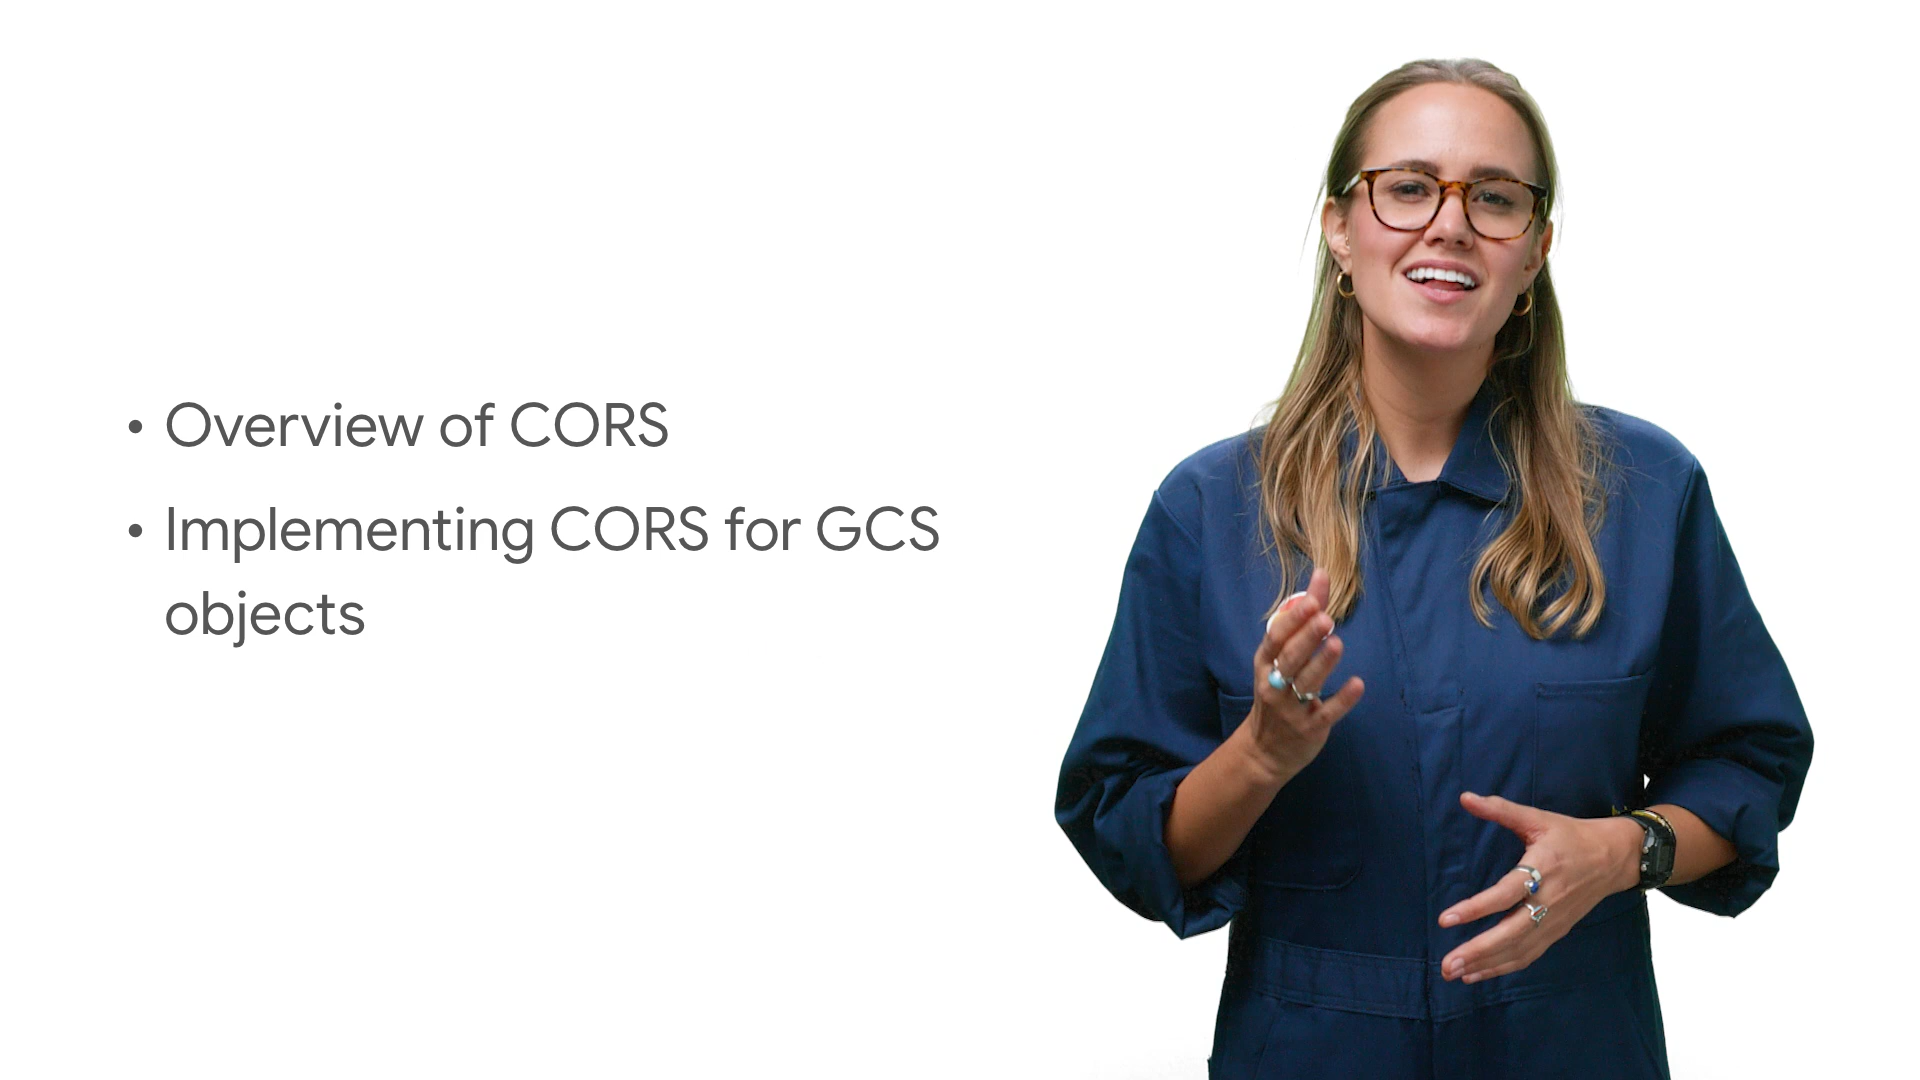 • Overview of CORS
• Implementing CORS for GCS
objects